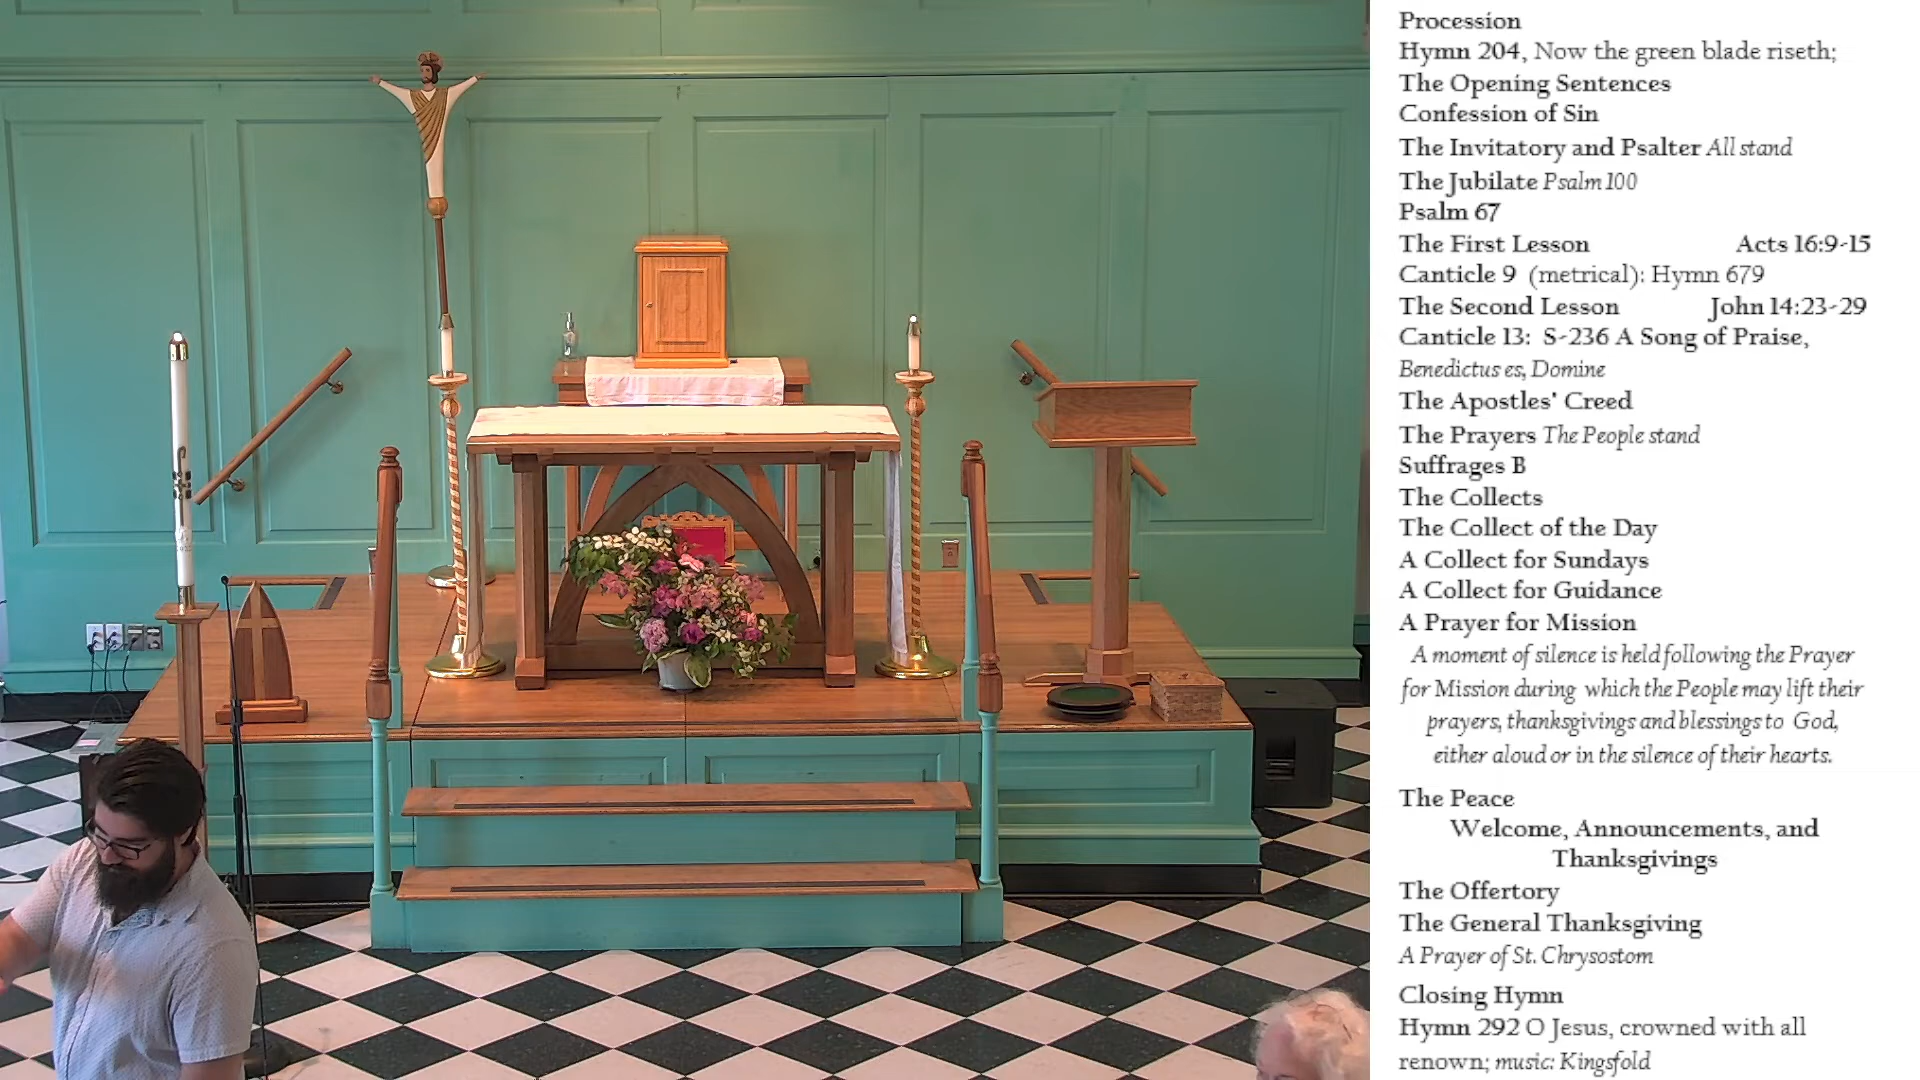 Procession
Hymn 204, Now the green blade riseth;
The Opening Sentences
Confession of Sin
The Invitatory and Psalter All stand
The Jubilate Psalm 100
Psalm 67
The First Lesson Acts 16:9-15
Canticle 9 (metrical): Hymn 679
The Second Lesson John 14:23-29
Canticle 13: S-236 A Song of Praise,
Benedictus es, Domine
The Apostles' Creed
The Prayers The People stand
Suffrages B
The Collects
The Collect of the Day
A Collect for Sundays
A Collect for Guidance
A Prayer for Mission
A moment of silence is held following the Prayer
for Mission during which the People may lift their
prayers, thanksgivings and blessings to God,
either aloud or in the silence of their hearts.
The Peace
Welcome, Announcements, and
Thanksgivings
The Offertory
The General Thanksgiving
A Prayer of St. Chrysostom
Closing Hymn
Hymn 292 O Jesus, crowned with all
renown; music: Kingsfold